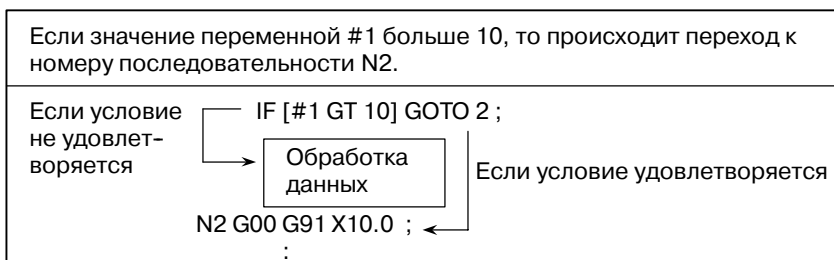 Если значение переменной #1 больше 10, то происходит переход к
номеру последовательности N2.
Если условие
не удовлет-
воряется
IF [#1 GT 10] GOTO 2 ;
Обработка
данных
Если условие удовлетворяется
N2 G00 G91 X10.0 ;
: